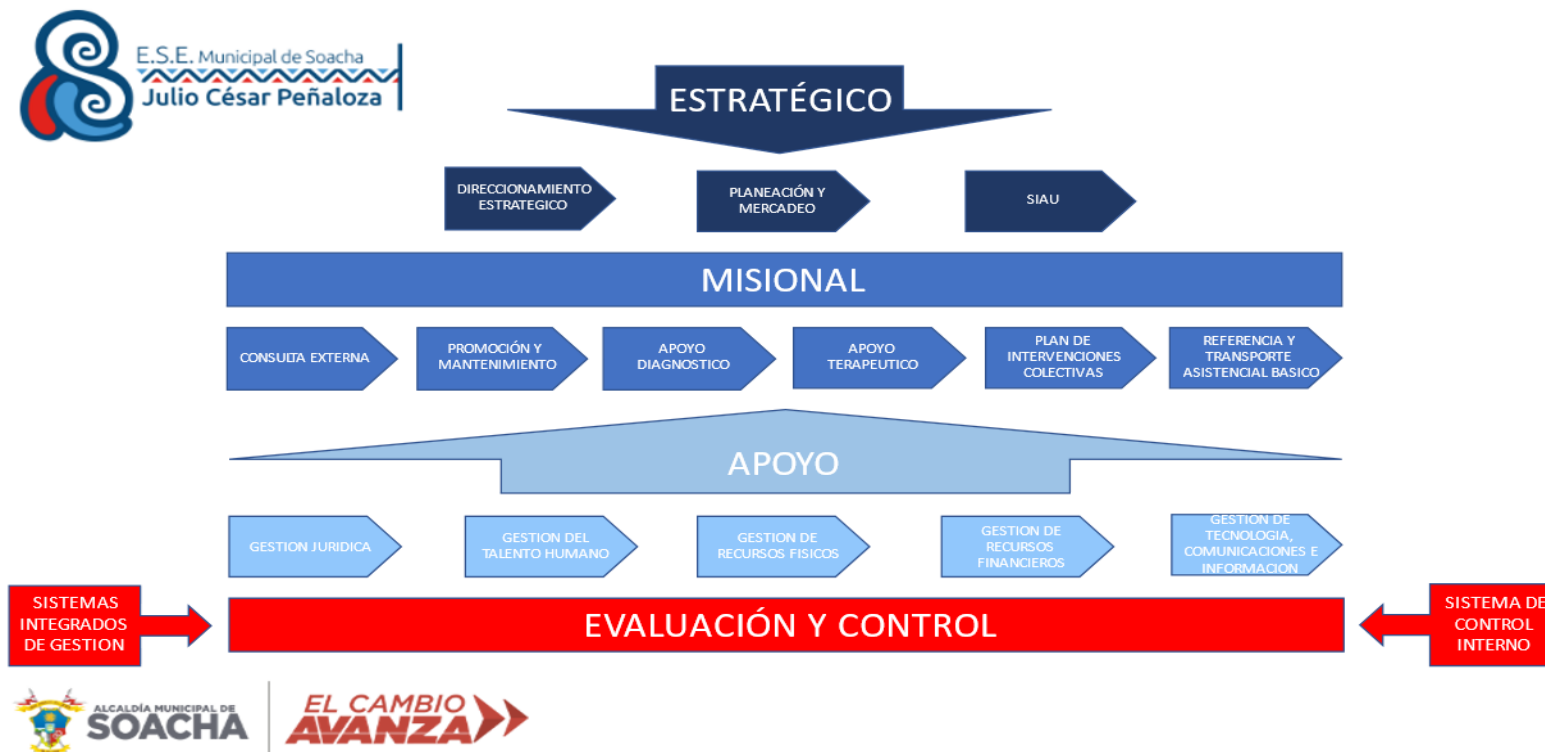 E.S.E. Municipal de Soacha
Julio César Peñaloza
ESTRATÉGICO
DIRECCIONAMIENTO
ESTRATEGICO
PLANEACIÓN Y
MERCADEO
SIAU
MISIONAL
CONSULTA EXTERNA
PROMOCIÓN Y
MANTENIMIENTO
APOYO
DIAGNOSTICO
APOYO
TERAPEUTICO
PLAN DE
INTERVENCIONES
COLECTIVAS
REFERENCIA Y
TRANSPORTE
ASISTENCIAL BASICO
APOYO
GESTION JURIDICA
GESTION DEL
TALENTO HUMANO
GESTION DE
RECURSOS FISICOS
GESTION DE
RECURSOS
FINANCIEROS
GESTION DE
TECNOLOGIA,
COMUNICACIONES E
INFORMACION
SISTEMAS
INTEGRADOS
DE GESTION
EVALUACIÓN Y CONTROL
SISTEMA DE
CONTROL
INTERNO
ALCALDÍA MUNICIPAL DE
SOACHA
EL CAMBIO
AVANZA